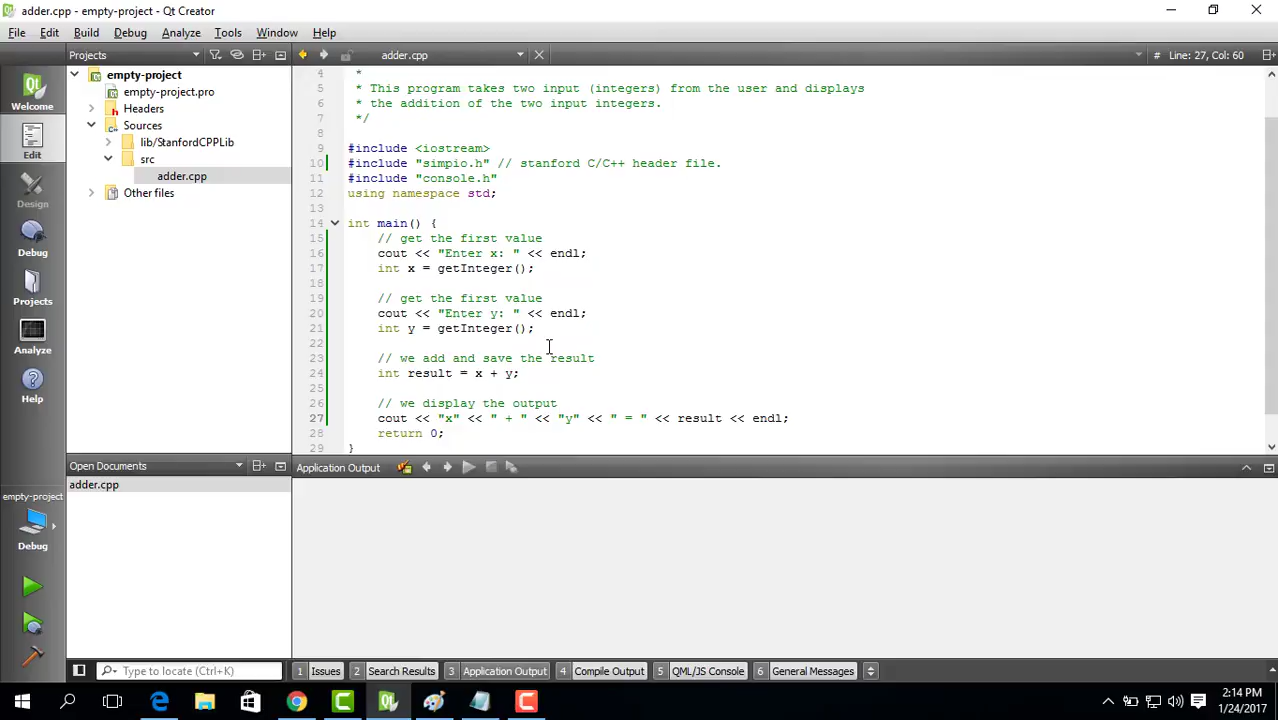 adder.cpp - empty-project - Qt Creator
File Edit Build Debug Analyze Tools Window Help
Projects
adder.cpp
# Line: 27, Col: 60
Welcome
Edit
Design
Debug
Projects
Analyze
Help
empty-project
Debug
empty-project
empty-project.pro
Headers
Sources
lib/StanfordCPPLib
src
adder.cpp
Other files
Open Documents
adder.cpp
4 *
5 * This program takes two input (integers) from the user and displays
6 * the addition of the two input integers.
7 */
8
9 #include <iostream>
10 #include "simpio.h" // stanford C/C++ header file.
11 #include "console.h"
12 using namespace std;
13
14 int main() {
15 // get the first value
16 cout << "Enter x: " << endl;
17 int x = getInteger();
18
19 // get the first value
20 cout << "Enter y: " << endl;
21 int y = getInteger();
22
23 // we add and save the result
24 int result = x + y;
25
26 // we display the output
27 cout << "x" << " + " << "y" << " = " << result << endl;
28 return 0;
29 }
Application Output
Type to locate (Ctrl+K)
1 Issues 2 Search Results 3 Application Output 4 Compile Output 5 QML/JS Console 6 General Messages
2:14 PM
1/24/2017